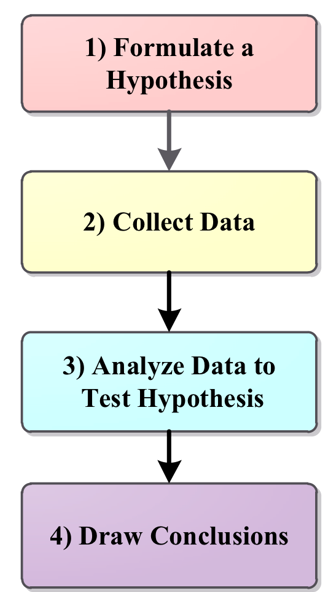 1) Formulate a
Hypothesis
2) Collect Data
3) Analyze Data to
Test Hypothesis
4) Draw Conclusions